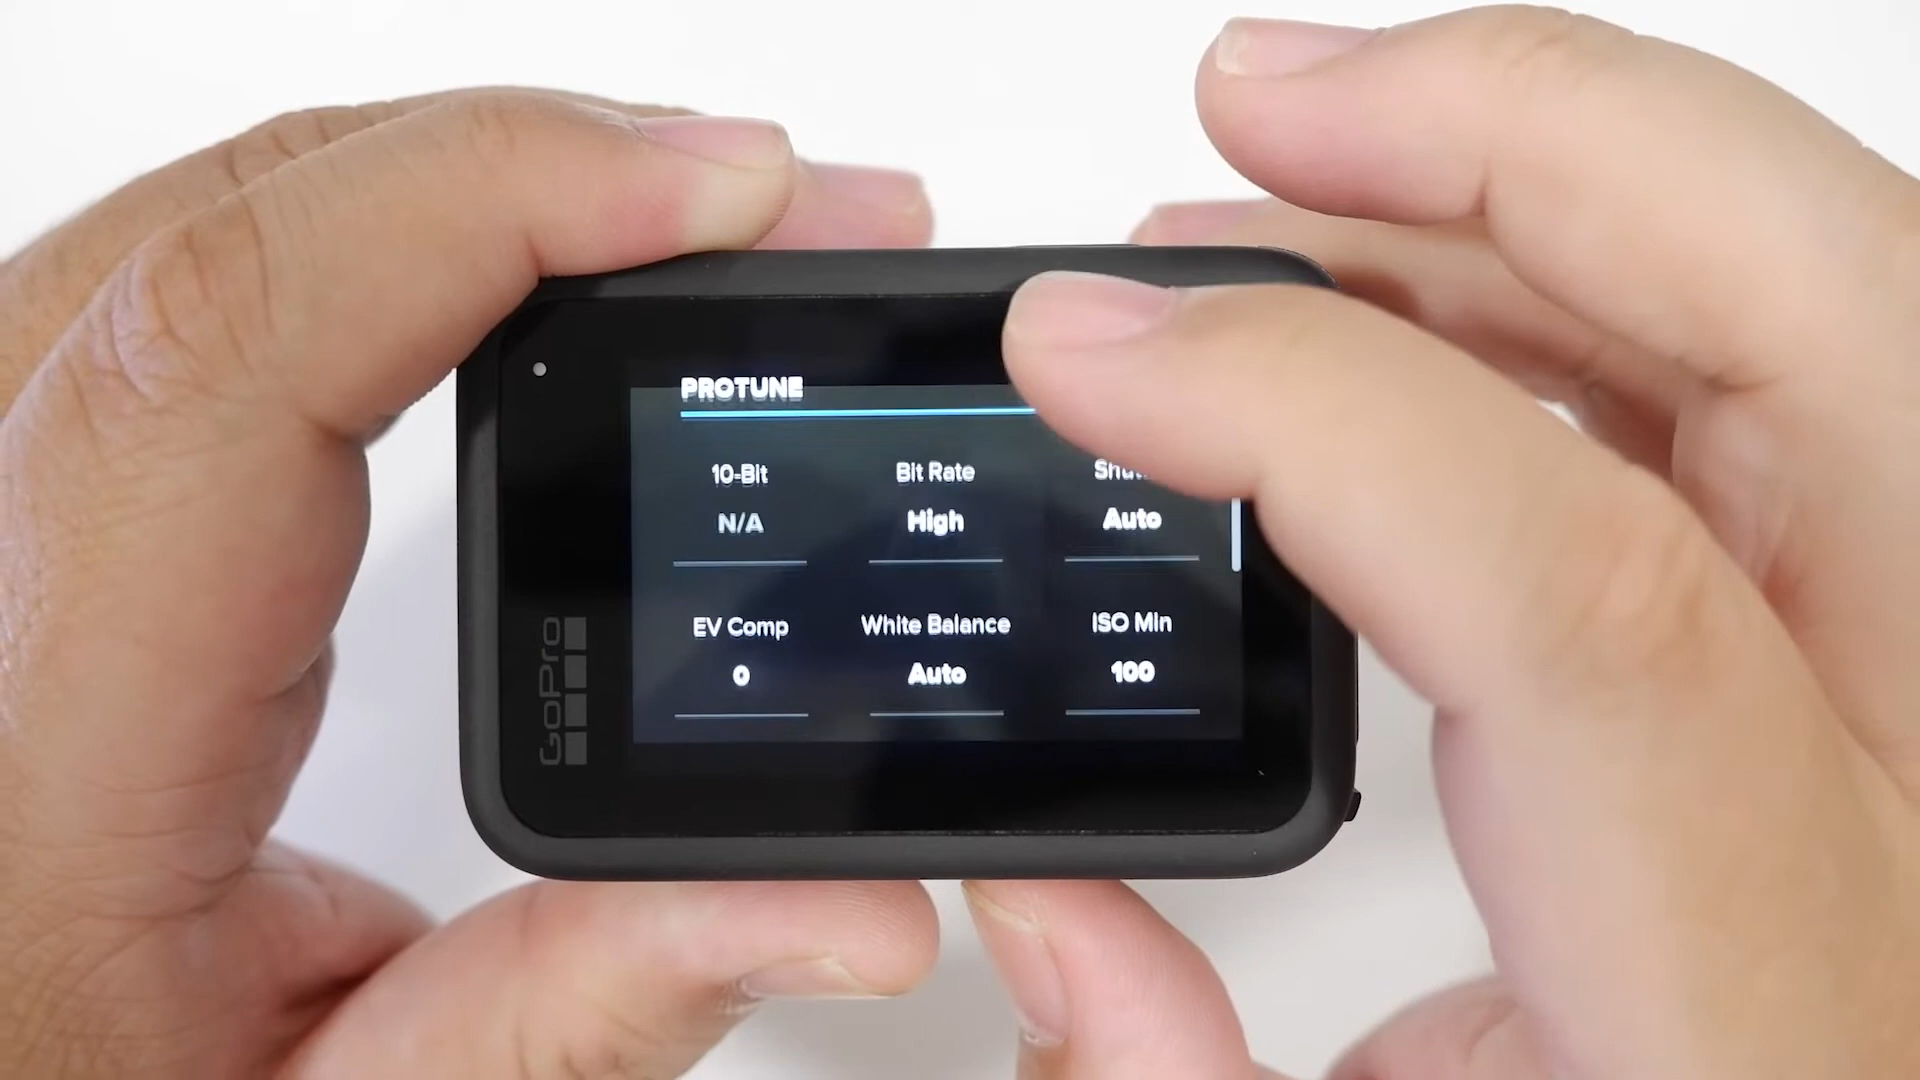 PROTUNE
10-Bit
Bit Rate
N/A
High
Auto
EV Comp
White Balance
ISO Min
0
Auto
100
GoPro